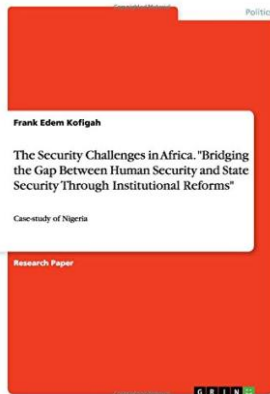 Politic
Frank Edem Kofigah
The Security Challenges in Africa. "Bridging
the Gap Between Human Security and State
Security Through Institutional Reforms"
Case-study of Nigeria
Research Paper
GRIN